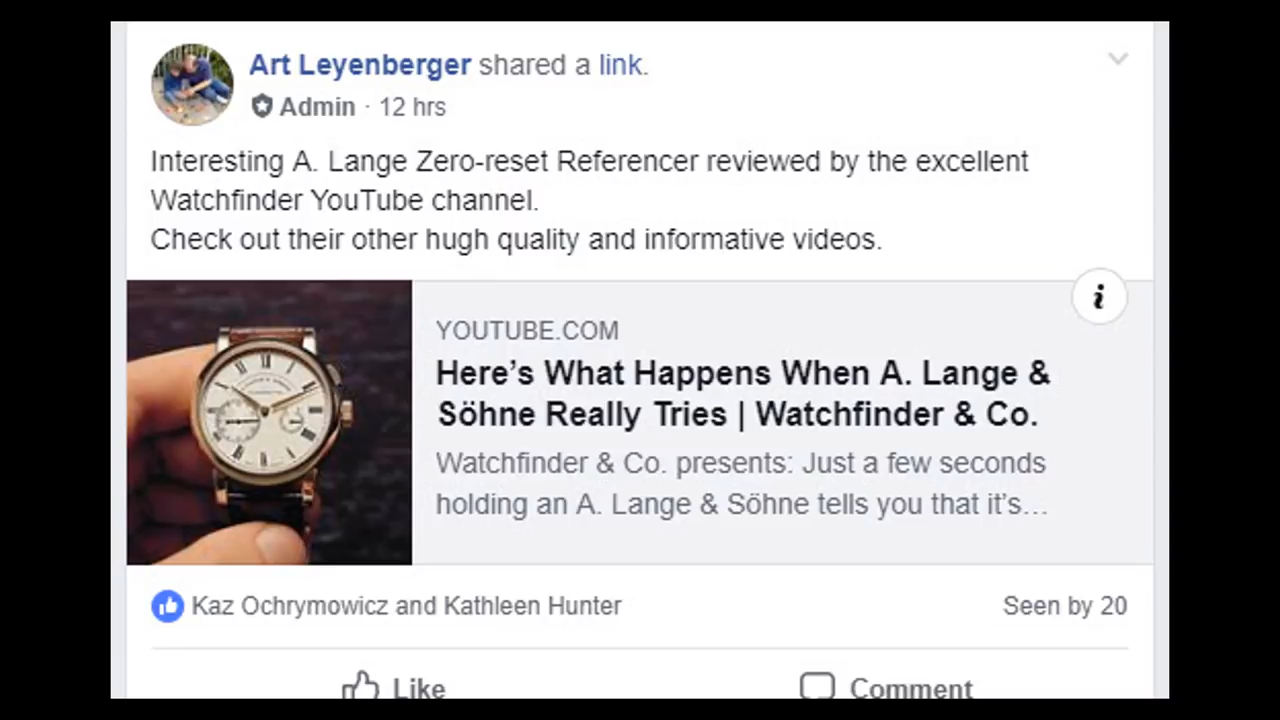 Art Leyenberger shared a link.
Admin · 12 hrs
Interesting A. Lange Zero-reset Referencer reviewed by the excellent
Watchfinder YouTube channel.
Check out their other hugh quality and informative videos.
i
YOUTUBE.COM
Here’s What Happens When A. Lange &
Söhne Really Tries | Watchfinder & Co.
Watchfinder & Co. presents: Just a few seconds
holding an A. Lange & Söhne tells you that it’s...
Kaz Ochrymowicz and Kathleen Hunter
Seen by 20
Like
Comment